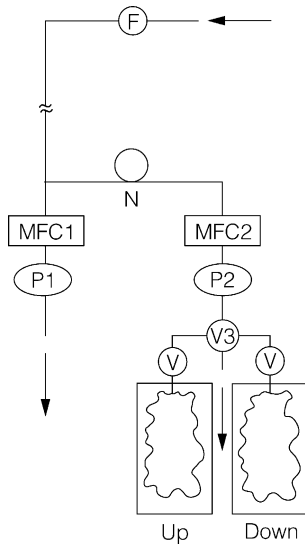 F
N
MFC1 MFC2
P1 P2
V3
V V
Up Down